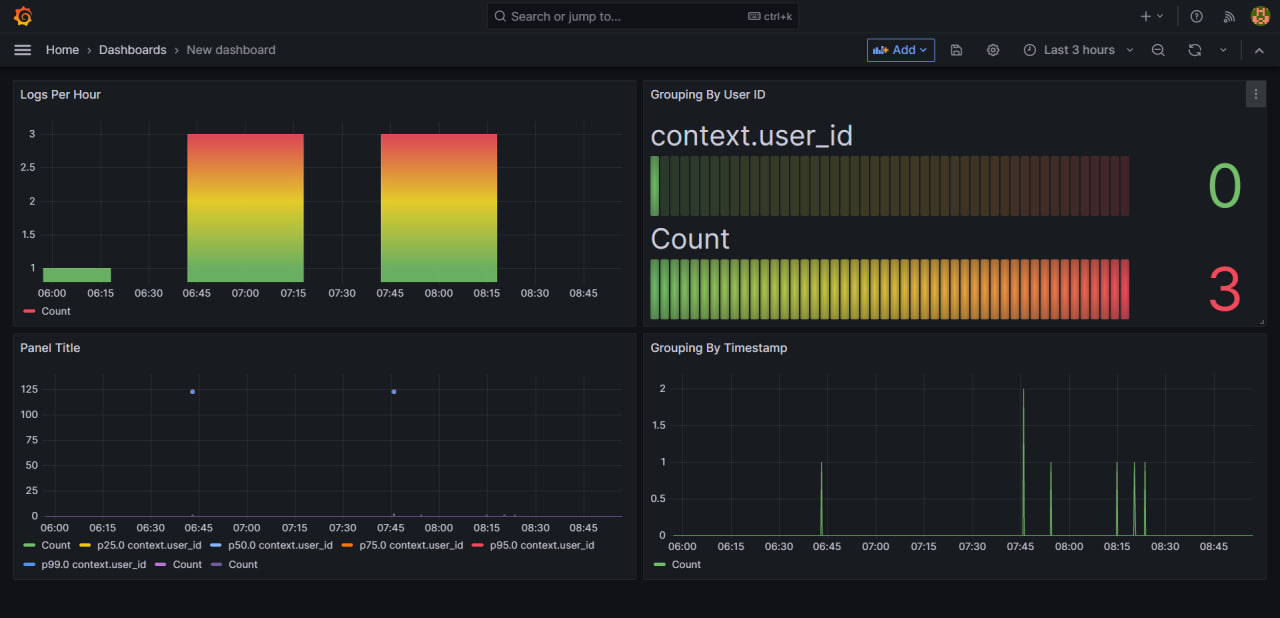 Search or jump to... ctrl+k
Home › Dashboards › New dashboard
Add
Last 3 hours
Logs Per Hour
3
2.5
2
1.5
1
06:00 06:15 06:30 06:45 07:00 07:15 07:30 07:45 08:00 08:15 08:30 08:45
Count
Grouping By User ID
context.user_id
0
Count
3
Panel Title
125
100
75
50
25
0
06:00 06:15 06:30 06:45 07:00 07:15 07:30 07:45 08:00 08:15 08:30 08:45
Count p25.0 context.user_id p50.0 context.user_id p75.0 context.user_id p95.0 context.user_id
p99.0 context.user_id Count Count
Grouping By Timestamp
2
1.5
1
0.5
0
06:00 06:15 06:30 06:45 07:00 07:15 07:30 07:45 08:00 08:15 08:30 08:45
Count